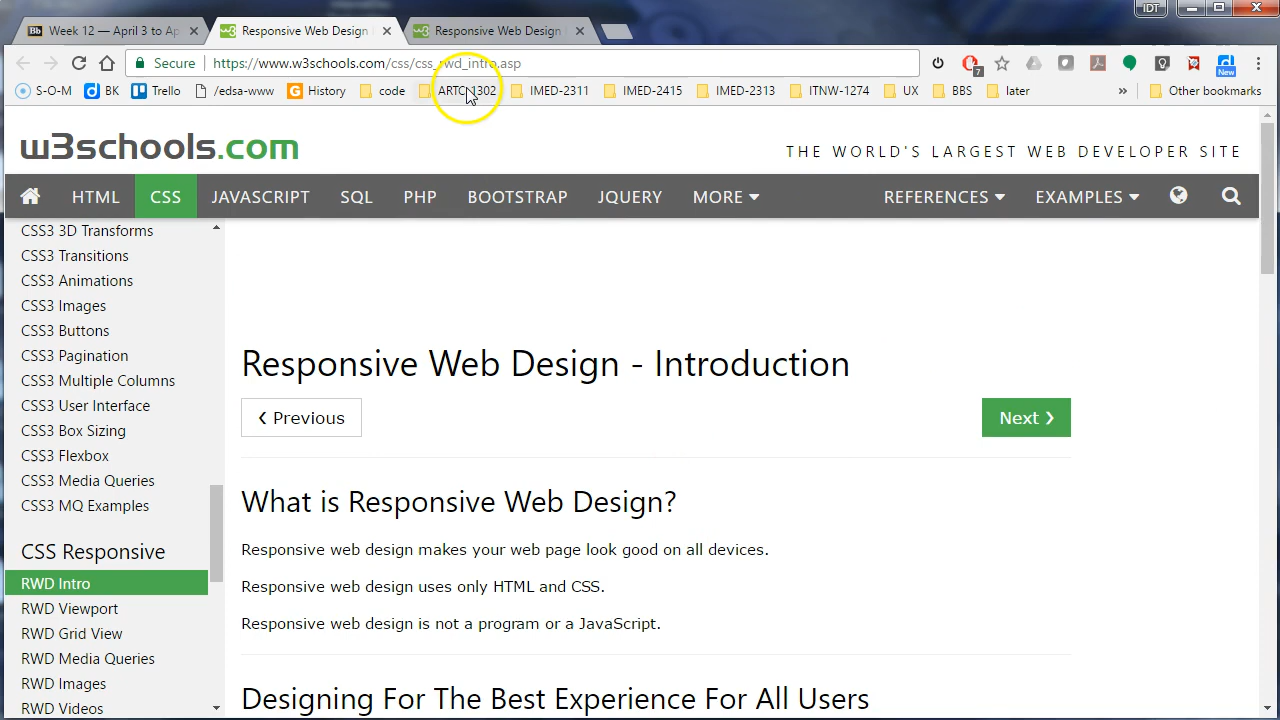 IDT
Week 12 — April 3 to Ap
Responsive Web Design
Responsive Web Design
Secure
https://www.w3schools.com/css/css_rwd_intro.asp
7
New
S-O-M
BK
Trello
/edsa-www
History
code
ARTC-1302
IMED-2311
IMED-2415
IMED-2313
ITNW-1274
UX
BBS
later
»
Other bookmarks
w3schools.com
THE WORLD'S LARGEST WEB DEVELOPER SITE
HTML
CSS
JAVASCRIPT
SQL
PHP
BOOTSTRAP
JQUERY
MORE
REFERENCES
EXAMPLES
CSS3 3D Transforms
CSS3 Transitions
CSS3 Animations
CSS3 Images
CSS3 Buttons
CSS3 Pagination
CSS3 Multiple Columns
CSS3 User Interface
CSS3 Box Sizing
CSS3 Flexbox
CSS3 Media Queries
CSS3 MQ Examples
CSS Responsive
RWD Intro
RWD Viewport
RWD Grid View
RWD Media Queries
RWD Images
RWD Videos
Responsive Web Design - Introduction
❮ Previous
Next ❯
What is Responsive Web Design?
Responsive web design makes your web page look good on all devices.
Responsive web design uses only HTML and CSS.
Responsive web design is not a program or a JavaScript.
Designing For The Best Experience For All Users